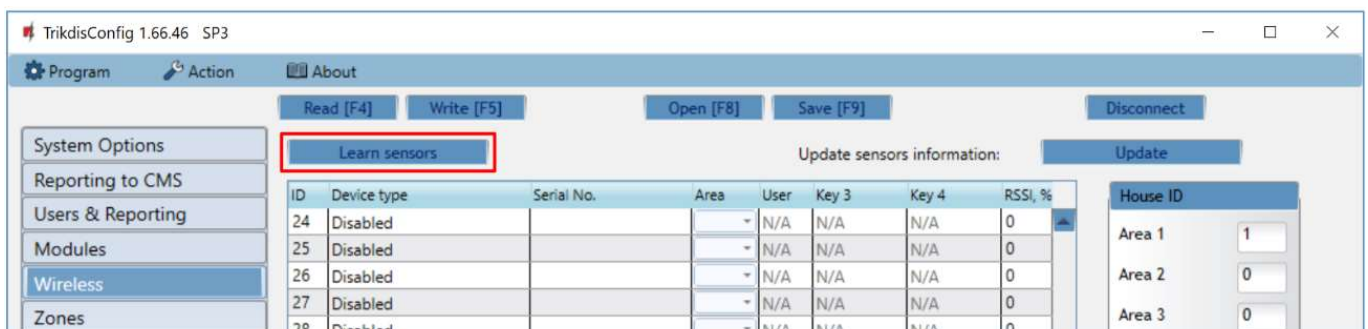 TrikdisConfig 1.66.46 SP3
Program Action About
Read [F4] Write [F5] Open [F8] Save [F9] Disconnect
System Options
Learn sensors Update sensors information: Update
Reporting to CMS
ID Device type Serial No. Area User Key 3 Key 4 RSSI, % House ID
Users & Reporting
24 Disabled N/A N/A N/A 0
Area 1 1
Modules
25 Disabled N/A N/A N/A 0
Wireless
26 Disabled N/A N/A N/A 0
Area 2 0
27 Disabled N/A N/A N/A 0
Zones
Area 3 0
28 Disabled N/A N/A N/A 0